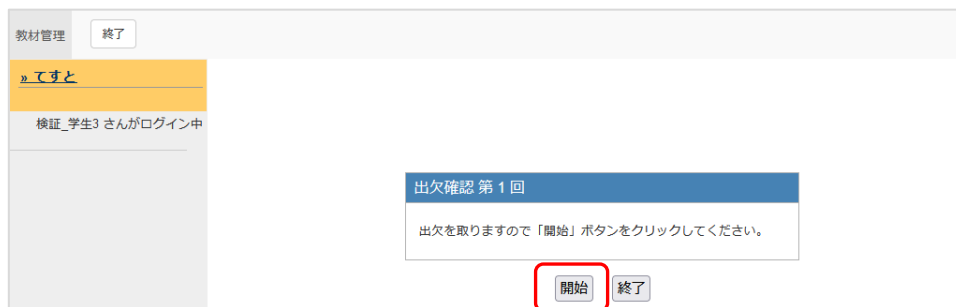 教材管理 終了
» てすと
検証_学生3 さんがログイン中
出欠確認 第 1 回
出欠を取りますので「開始」ボタンをクリックしてください。
開始 終了